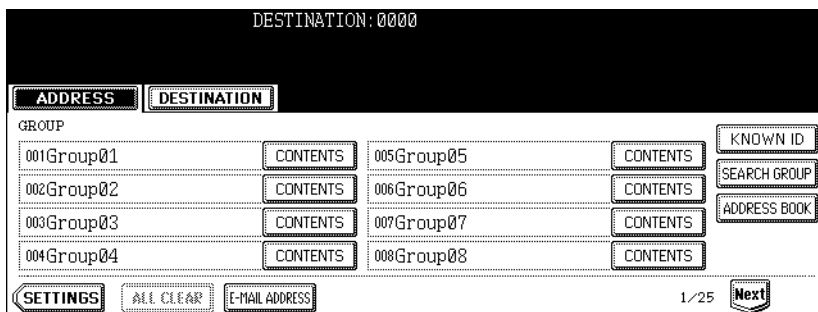 DESTINATION:0000
ADDRESS DESTINATION
GROUP
KNOWN ID
001Group01 CONTENTS 005Group05 CONTENTS
SEARCH GROUP
002Group02 CONTENTS 006Group06 CONTENTS
ADDRESS BOOK
003Group03 CONTENTS 007Group07 CONTENTS
004Group04 CONTENTS 008Group08 CONTENTS
SETTINGS ALL CLEAR E-MAIL ADDRESS 1/25 Next